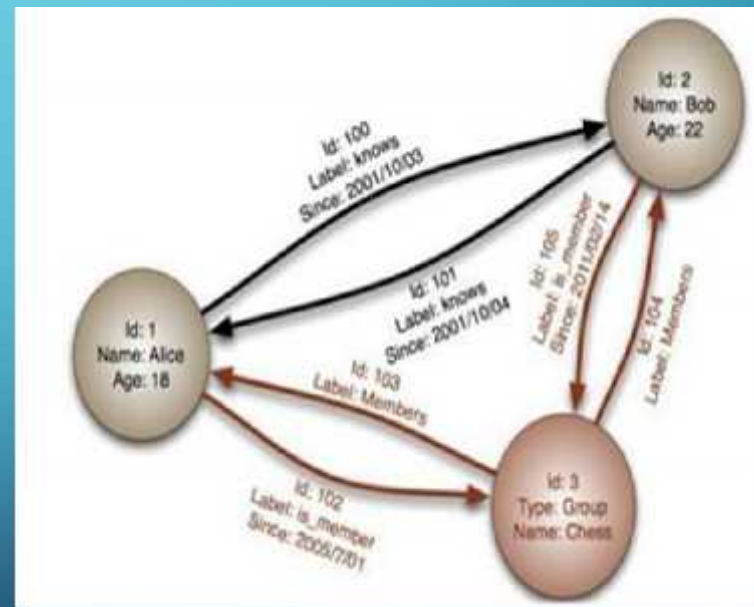 Id: 2
Name: Bob
Age: 22
Id: 100
Label: knows
Since: 2001/10/03
Id: 101
Label: knows
Since: 2001/10/04
Id: 105
Label: is_member
Since: 2011/02/14
Id: 104
Label: Members
Id: 1
Name: Alice
Age: 18
Id: 103
Label: Members
Id: 102
Label: is_member
Since: 2005/7/01
Id: 3
Type: Group
Name: Chess